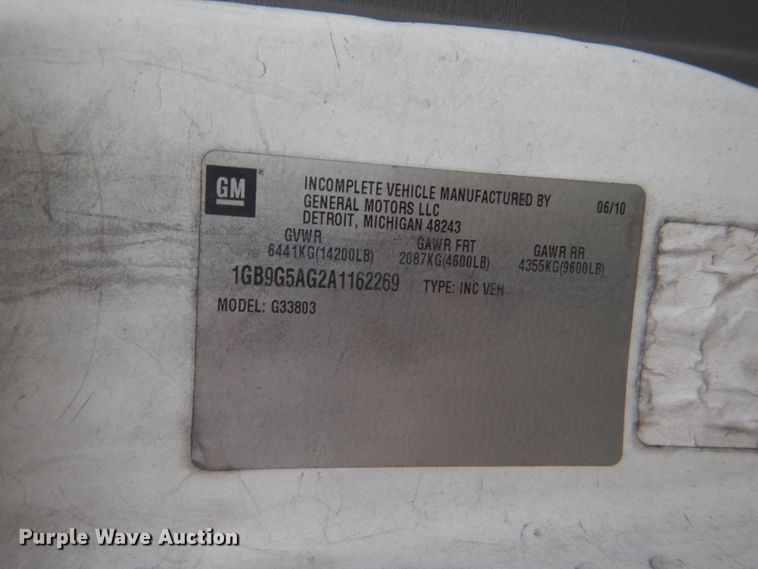 GM
INCOMPLETE VEHICLE MANUFACTURED BY 06/10
GENERAL MOTORS LLC
DETROIT, MICHIGAN 48243
GVWR GAWR FRT GAWR RR
6441KG(14200LB) 2087KG(4600LB) 4355KG(9600LB)
1GB9G5AG2A1162269 TYPE: INC VEH
MODEL: G33803
Purple Wave Auction